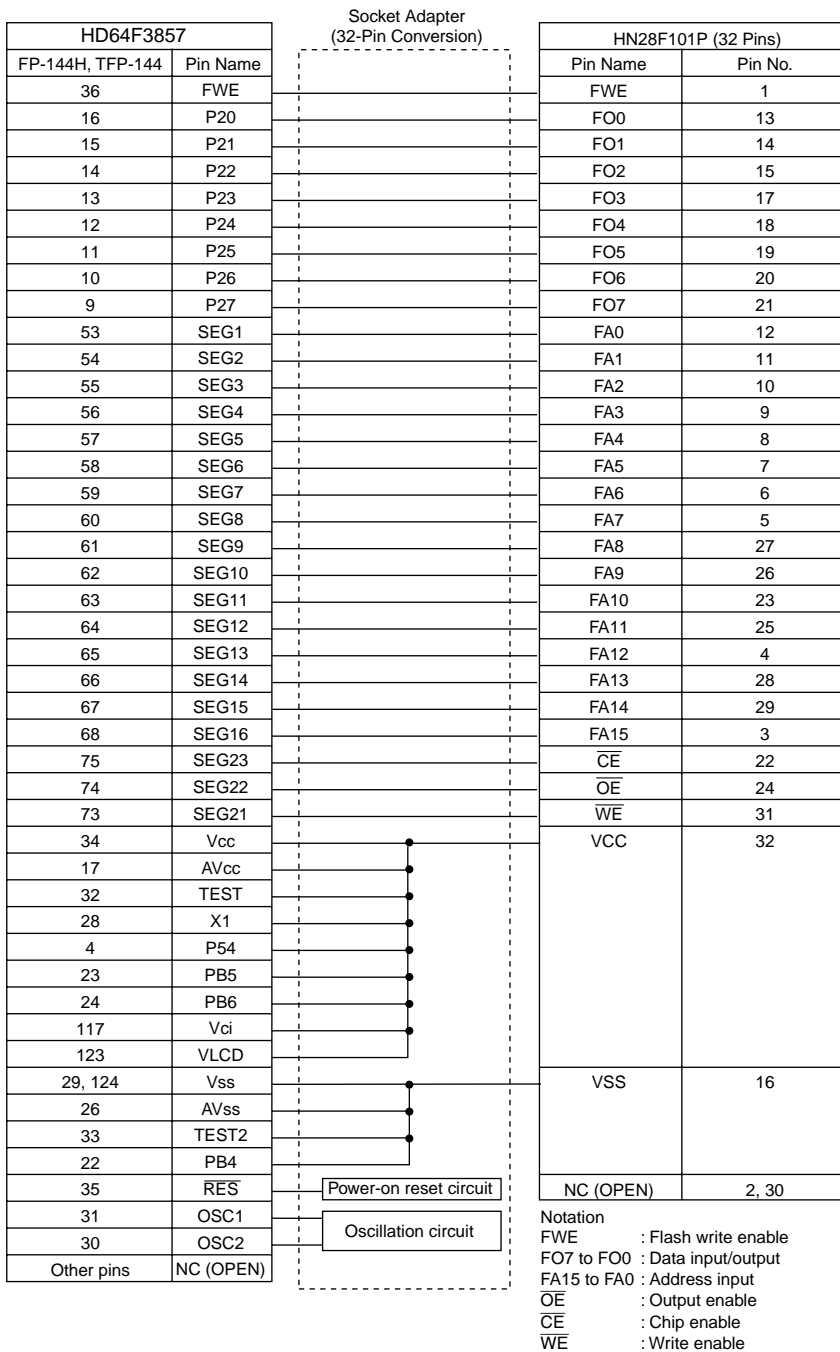 Socket Adapter
(32-Pin Conversion)
HD64F3857
HN28F101P (32 Pins)
FP-144H, TFP-144 Pin Name Pin Name Pin No.
36 FWE FWE 1
16 P20 FO0 13
15 P21 FO1 14
14 P22 FO2 15
13 P23 FO3 17
12 P24 FO4 18
11 P25 FO5 19
10 P26 FO6 20
9 P27 FO7 21
53 SEG1 FA0 12
54 SEG2 FA1 11
55 SEG3 FA2 10
56 SEG4 FA3 9
57 SEG5 FA4 8
58 SEG6 FA5 7
59 SEG7 FA6 6
60 SEG8 FA7 5
61 SEG9 FA8 27
62 SEG10 FA9 26
63 SEG11 FA10 23
64 SEG12 FA11 25
65 SEG13 FA12 4
66 SEG14 FA13 28
67 SEG15 FA14 29
68 SEG16 FA15 3
75 SEG23 C̅E̅ 22
74 SEG22 O̅E̅ 24
73 SEG21 W̅E̅ 31
34 Vcc VCC 32
17 AVcc
32 TEST
28 X1
4 P54
23 PB5
24 PB6
117 Vci
123 VLCD
29, 124 Vss VSS 16
26 AVss
33 TEST2
22 PB4
35 R̅E̅S̅ Power-on reset circuit NC (OPEN) 2, 30
31 OSC1
Oscillation circuit
30 OSC2
Other pins NC (OPEN)
Notation
FWE : Flash write enable
FO7 to FO0 : Data input/output
FA15 to FA0 : Address input
O̅E̅ : Output enable
C̅E̅ : Chip enable
W̅E̅ : Write enable